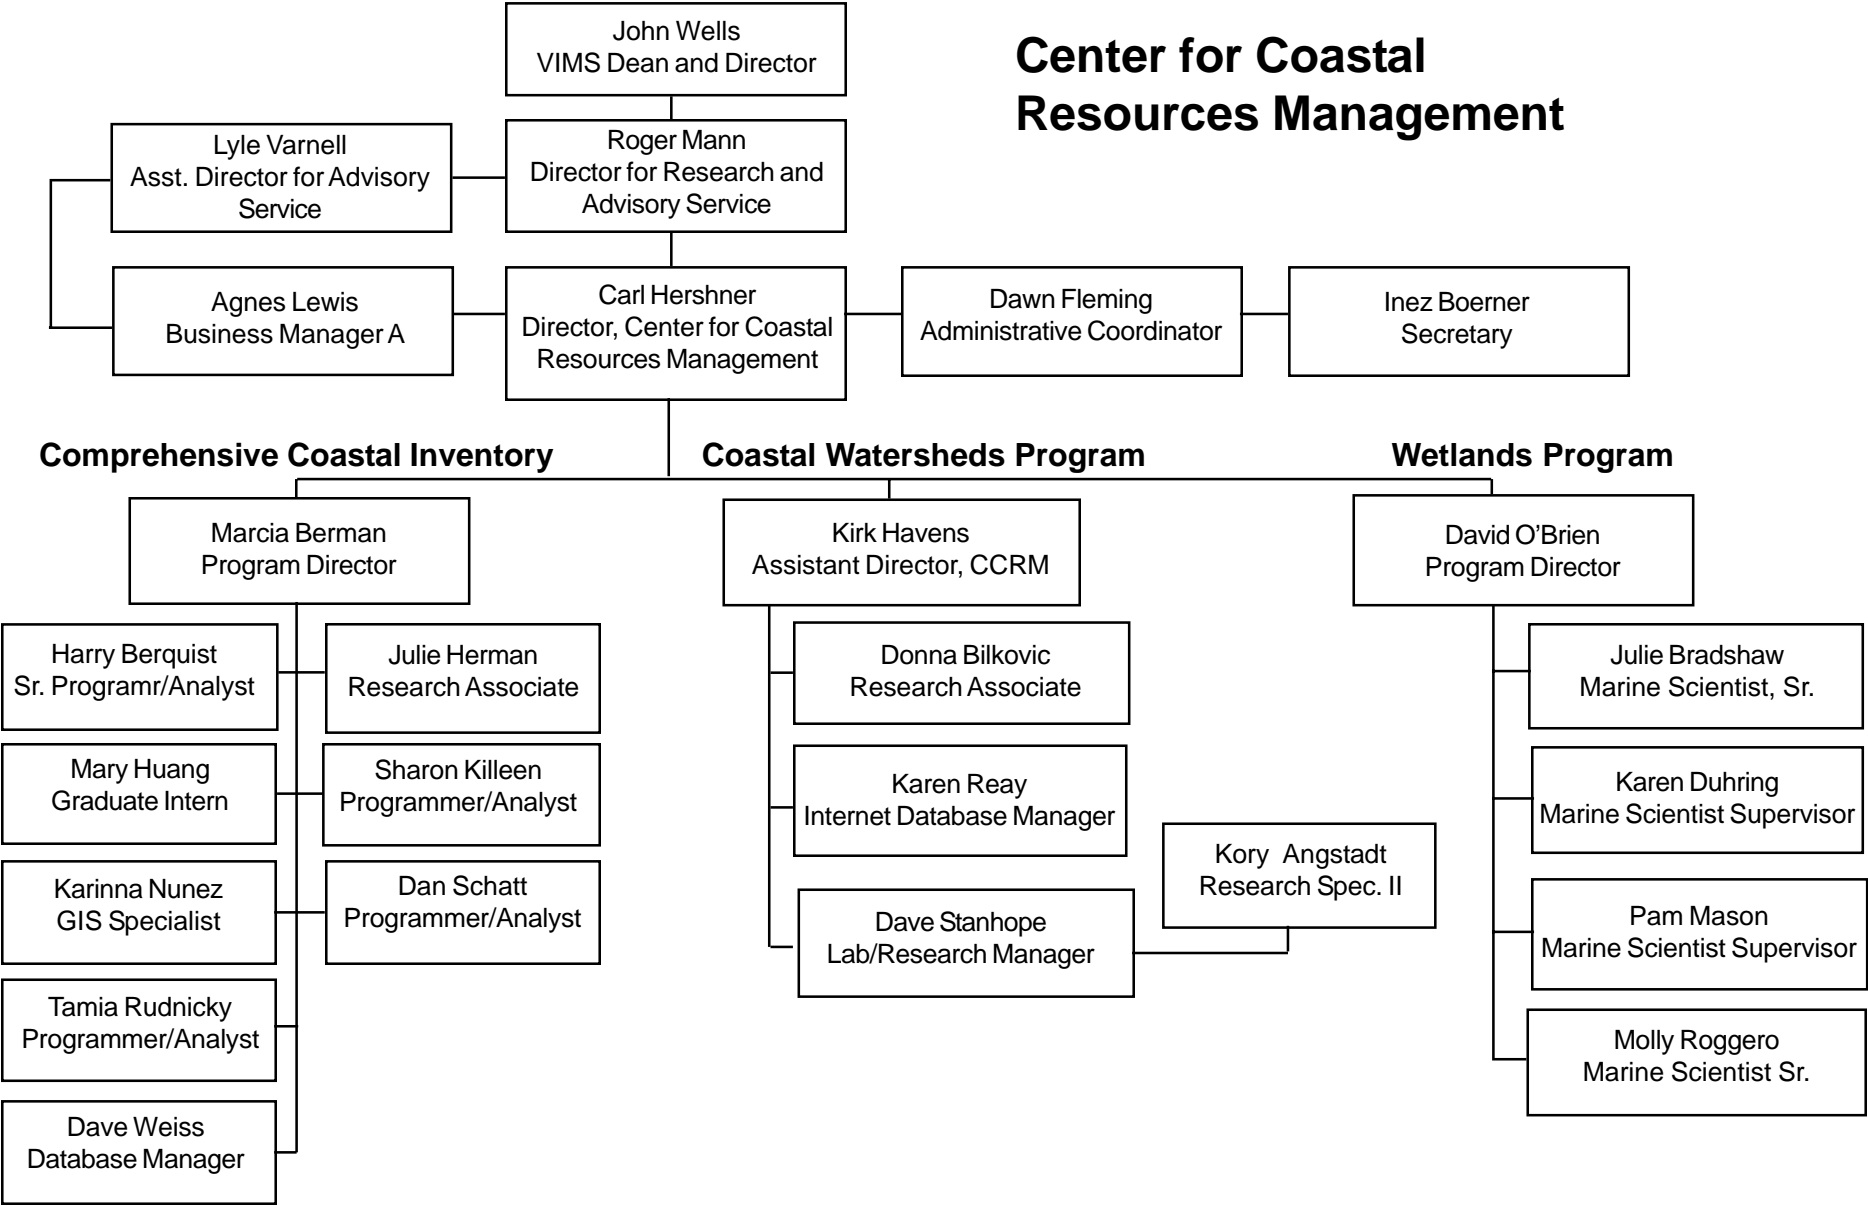 John Wells
VIMS Dean and Director
Center for Coastal
Resources Management
Lyle Varnell
Asst. Director for Advisory
Service
Roger Mann
Director for Research and
Advisory Service
Agnes Lewis
Business Manager A
Carl Hershner
Director, Center for Coastal
Resources Management
Dawn Fleming
Administrative Coordinator
Inez Boerner
Secretary
Comprehensive Coastal Inventory
Coastal Watersheds Program
Wetlands Program
Marcia Berman
Program Director
Kirk Havens
Assistant Director, CCRM
David O’Brien
Program Director
Harry Berquist
Sr. Programr/Analyst
Julie Herman
Research Associate
Mary Huang
Graduate Intern
Sharon Killeen
Programmer/Analyst
Karinna Nunez
GIS Specialist
Dan Schatt
Programmer/Analyst
Tamia Rudnicky
Programmer/Analyst
Dave Weiss
Database Manager
Donna Bilkovic
Research Associate
Karen Reay
Internet Database Manager
Dave Stanhope
Lab/Research Manager
Kory Angstadt
Research Spec. II
Julie Bradshaw
Marine Scientist, Sr.
Karen Duhring
Marine Scientist Supervisor
Pam Mason
Marine Scientist Supervisor
Molly Roggero
Marine Scientist Sr.